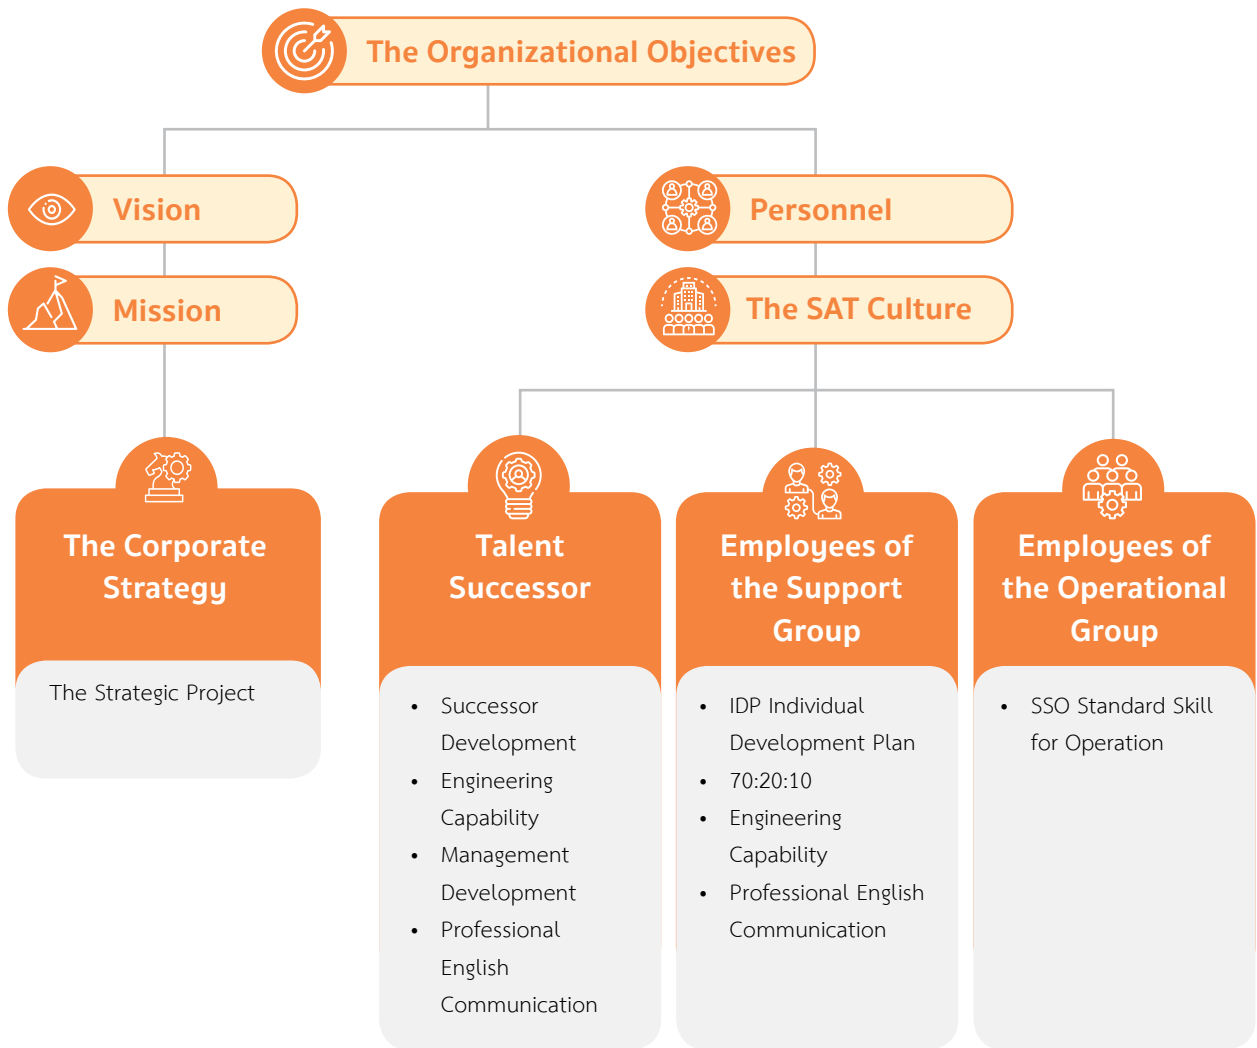 The Organizational Objectives
Vision
Mission
Personnel
The SAT Culture
The Corporate
Strategy
The Strategic Project
Talent
Successor
• Successor
Development
• Engineering
Capability
• Management
Development
• Professional
English
Communication
Employees of
the Support
Group
• IDP Individual
Development Plan
• 70:20:10
• Engineering
Capability
• Professional English
Communication
Employees of
the Operational
Group
• SSO Standard Skill
for Operation